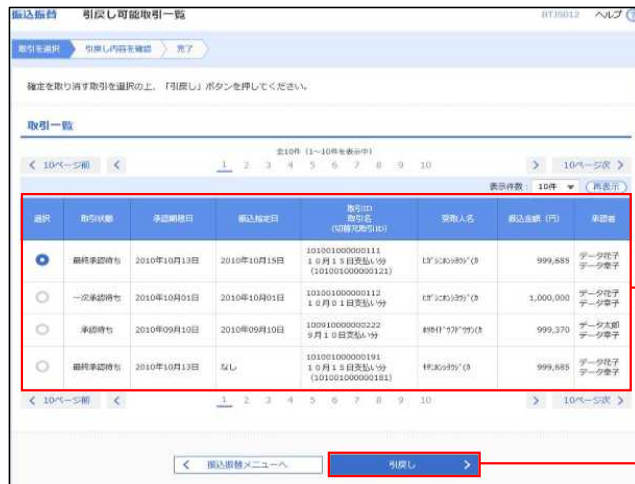 振込振替 引戻し可能取引一覧 BTJS012 ヘルプ ?
取引を選択 引戻し内容を確認 完了
確定を取り消す取引を選択の上、「引戻し」ボタンを押してください。
取引一覧
全10件（1～10件を表示中）
< 10ページ前 < 1 2 3 4 5 6 7 8 9 10 > 10ページ次 >
表示件数: 10件 再表示
選択 取引状態 承認期限日 振込指定日 取引ID 受取人名 振込金額（円） 承認者
取引名
(切替元取引ID)
最終承認待ち 2010年10月13日 2010年10月15日 101001000000111 999,685 データ花子
10月15日支払い分 データ幸子
(101001000000121)
一次承認待ち 2010年10月01日 2010年10月01日 101001000000112 1,000,000 データ花子
10月01日支払い分 データ幸子
承認待ち 2010年09月10日 2010年09月10日 100910000000222 999,370 データ太郎
9月10日支払い分 データ幸子
最終承認待ち 2010年10月13日 なし 101001000000191 999,685 データ花子
10月15日支払い分 データ幸子
(101001000000181)
< 10ページ前 < 1 2 3 4 5 6 7 8 9 10 > 10ページ次 >
< 振込振替メニューへ 引戻し >